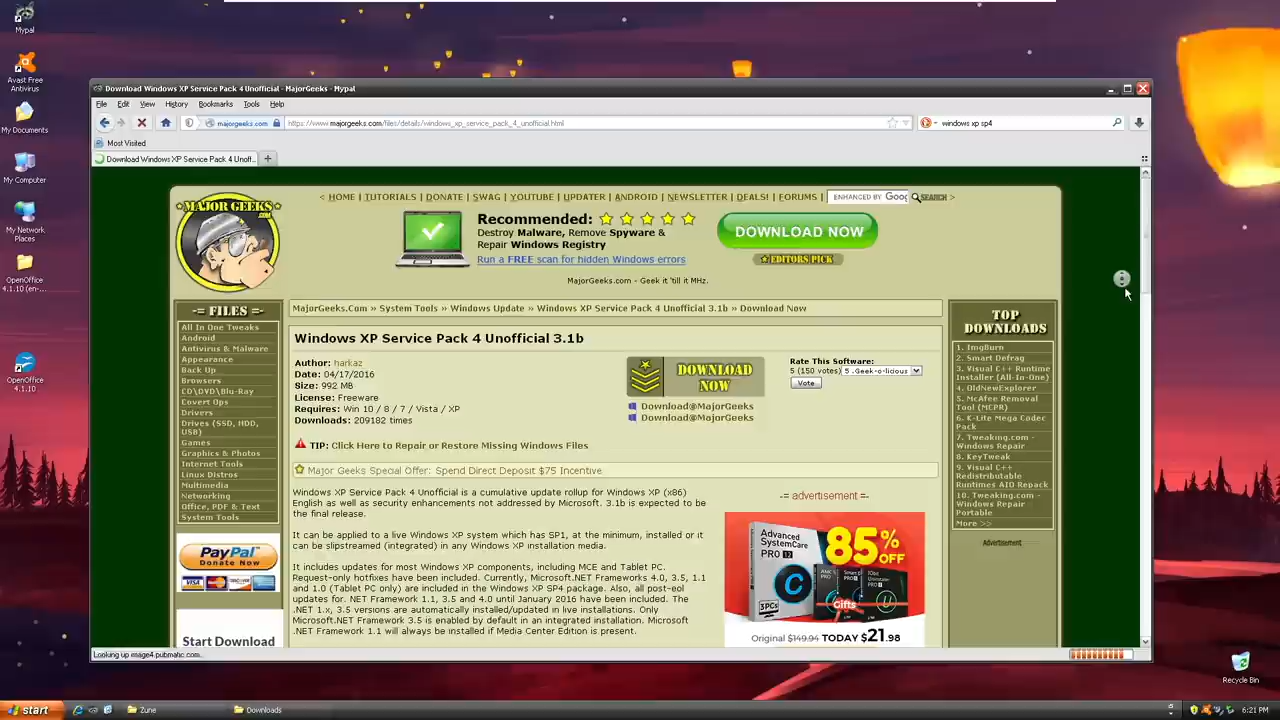 Mypal
Avast Free
Antivirus
My Documents
My Computer
My Network
Places
OpenOffice
4.1.10 (en-...
OpenOffice
4.1.10
Download Windows XP Service Pack 4 Unofficial - MajorGeeks - Mypal
File Edit View History Bookmarks Tools Help
majorgeeks.com
https://www.majorgeeks.com/files/details/windows_xp_service_pack_4_unofficial.html
windows xp sp4
Most Visited
Download Windows XP Service Pack 4 Unoff...
MAJOR GEEKS
.COM
< HOME | TUTORIALS | DONATE | SWAG | YOUTUBE | UPDATER | ANDROID | NEWSLETTER | DEALS! | FORUMS |
ENHANCED BY Goog
SEARCH >
Recommended:
Destroy Malware, Remove Spyware &
Repair Windows Registry
Run a FREE scan for hidden Windows errors
DOWNLOAD NOW
EDITORS PICK
MajorGeeks.com - Geek it 'till it MHz.
-= FILES =-
All In One Tweaks
Android
Antivirus & Malware
Appearance
Back Up
Browsers
CD\DVD\Blu-Ray
Covert Ops
Drivers
Drives (SSD, HDD,
USB)
Games
Graphics & Photos
Internet Tools
Linux Distros
Multimedia
Networking
Office, PDF & Text
System Tools
PayPal
Donate Now
VISA
Start Download
MajorGeeks.Com » System Tools » Windows Update » Windows XP Service Pack 4 Unofficial 3.1b » Download Now
Windows XP Service Pack 4 Unofficial 3.1b
Author: harkaz
Date: 04/17/2016
Size: 992 MB
License: Freeware
Requires: Win 10 / 8 / 7 / Vista / XP
Downloads: 209182 times
DOWNLOAD
NOW
Download@MajorGeeks
Download@MajorGeeks
Rate This Software:
5 (150 votes) 5 .Geek-o-licious
Vote
TIP: Click Here to Repair or Restore Missing Windows Files
Major Geeks Special Offer: Spend Direct Deposit $75 Incentive
Windows XP Service Pack 4 Unofficial is a cumulative update rollup for Windows XP (x86)
English as well as security enhancements not addressed by Microsoft. 3.1b is expected to be
the final release.
It can be applied to a live Windows XP system which has SP1, at the minimum, installed or it
can be slipstreamed (integrated) in any Windows XP installation media.
It includes updates for most Windows XP components, including MCE and Tablet PC.
Request-only hotfixes have been included. Currently, Microsoft.NET Frameworks 4.0, 3.5, 1.1
and 1.0 (Tablet PC only) are included in the Windows XP SP4 package. Also, all post-eol
updates for .NET Framework 1.1, 3.5 and 4.0 until January 2016 have been included. The
.NET 1.x, 3.5 versions are automatically installed/updated in live installations. Only
Microsoft.NET Framework 3.5 is enabled by default in an integrated installation. Microsoft
.NET Framework 1.1 will always be installed if Media Center Edition is present.
-= advertisement =-
Advanced
SystemCare
PRO 12
85%
OFF
3PCs
Gifts
Original $149.94 TODAY $21.98
TOP
DOWNLOADS
1. ImgBurn
2. Smart Defrag
3. Visual C++ Runtime
Installer (All-In-One)
4. OldNewExplorer
5. McAfee Removal
Tool (MCPR)
6. K-Lite Mega Codec
Pack
7. Tweaking.com -
Windows Repair
8. KeyTweak
9. Visual C++
Redistributable
Runtimes AIO Repack
10. Tweaking.com -
Windows Repair
Portable
More >>
Advertisement
Looking up image4.pubmatic.com...
Recycle Bin
start
Zune
Downloads
6:21 PM